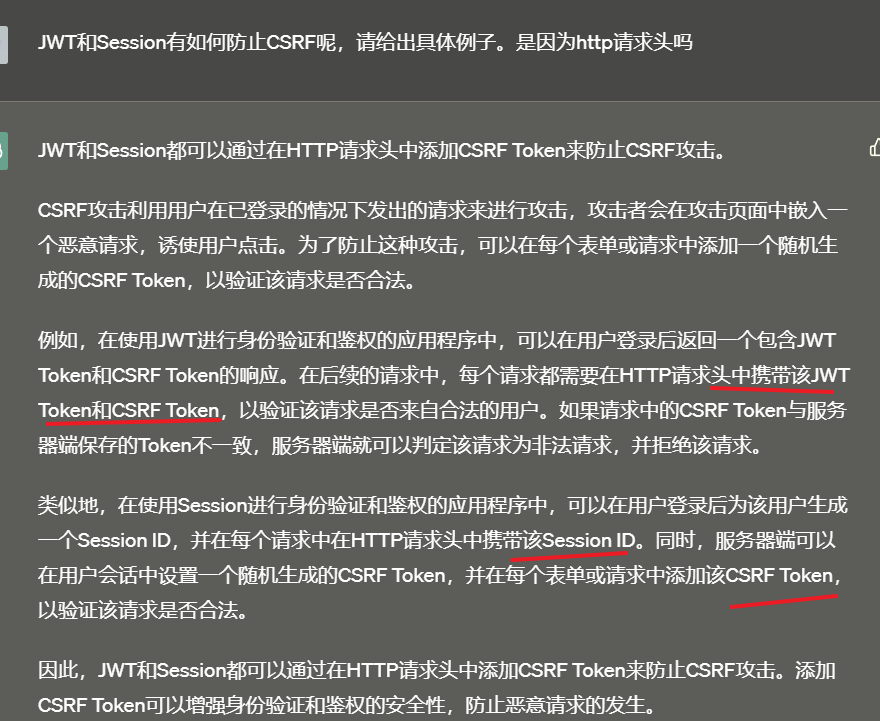 JWT和Session有如何防止CSRF呢，请给出具体例子。是因为http请求头吗
JWT和Session都可以通过在HTTP请求头中添加CSRF Token来防止CSRF攻击。
CSRF攻击利用用户在已登录的情况下发出的请求来进行攻击，攻击者会在攻击页面中嵌入一
个恶意请求，诱使用户点击。为了防止这种攻击，可以在每个表单或请求中添加一个随机生
成的CSRF Token，以验证该请求是否合法。
例如，在使用JWT进行身份验证和鉴权的应用程序中，可以在用户登录后返回一个包含JWT
Token和CSRF Token的响应。在后续的请求中，每个请求都需要在HTTP请求头中携带该JWT
Token和CSRF Token，以验证该请求是否来自合法的用户。如果请求中的CSRF Token与服务
器端保存的Token不一致，服务器端就可以判定该请求为非法请求，并拒绝该请求。
类似地，在使用Session进行身份验证和鉴权的应用程序中，可以在用户登录后为该用户生成
一个Session ID，并在每个请求中在HTTP请求头中携带该Session ID。同时，服务器端可以
在用户会话中设置一个随机生成的CSRF Token，并在每个表单或请求中添加该CSRF Token，
以验证该请求是否合法。
因此，JWT和Session都可以通过在HTTP请求头中添加CSRF Token来防止CSRF攻击。添加
CSRF Token可以增强身份验证和鉴权的安全性，防止恶意请求的发生。